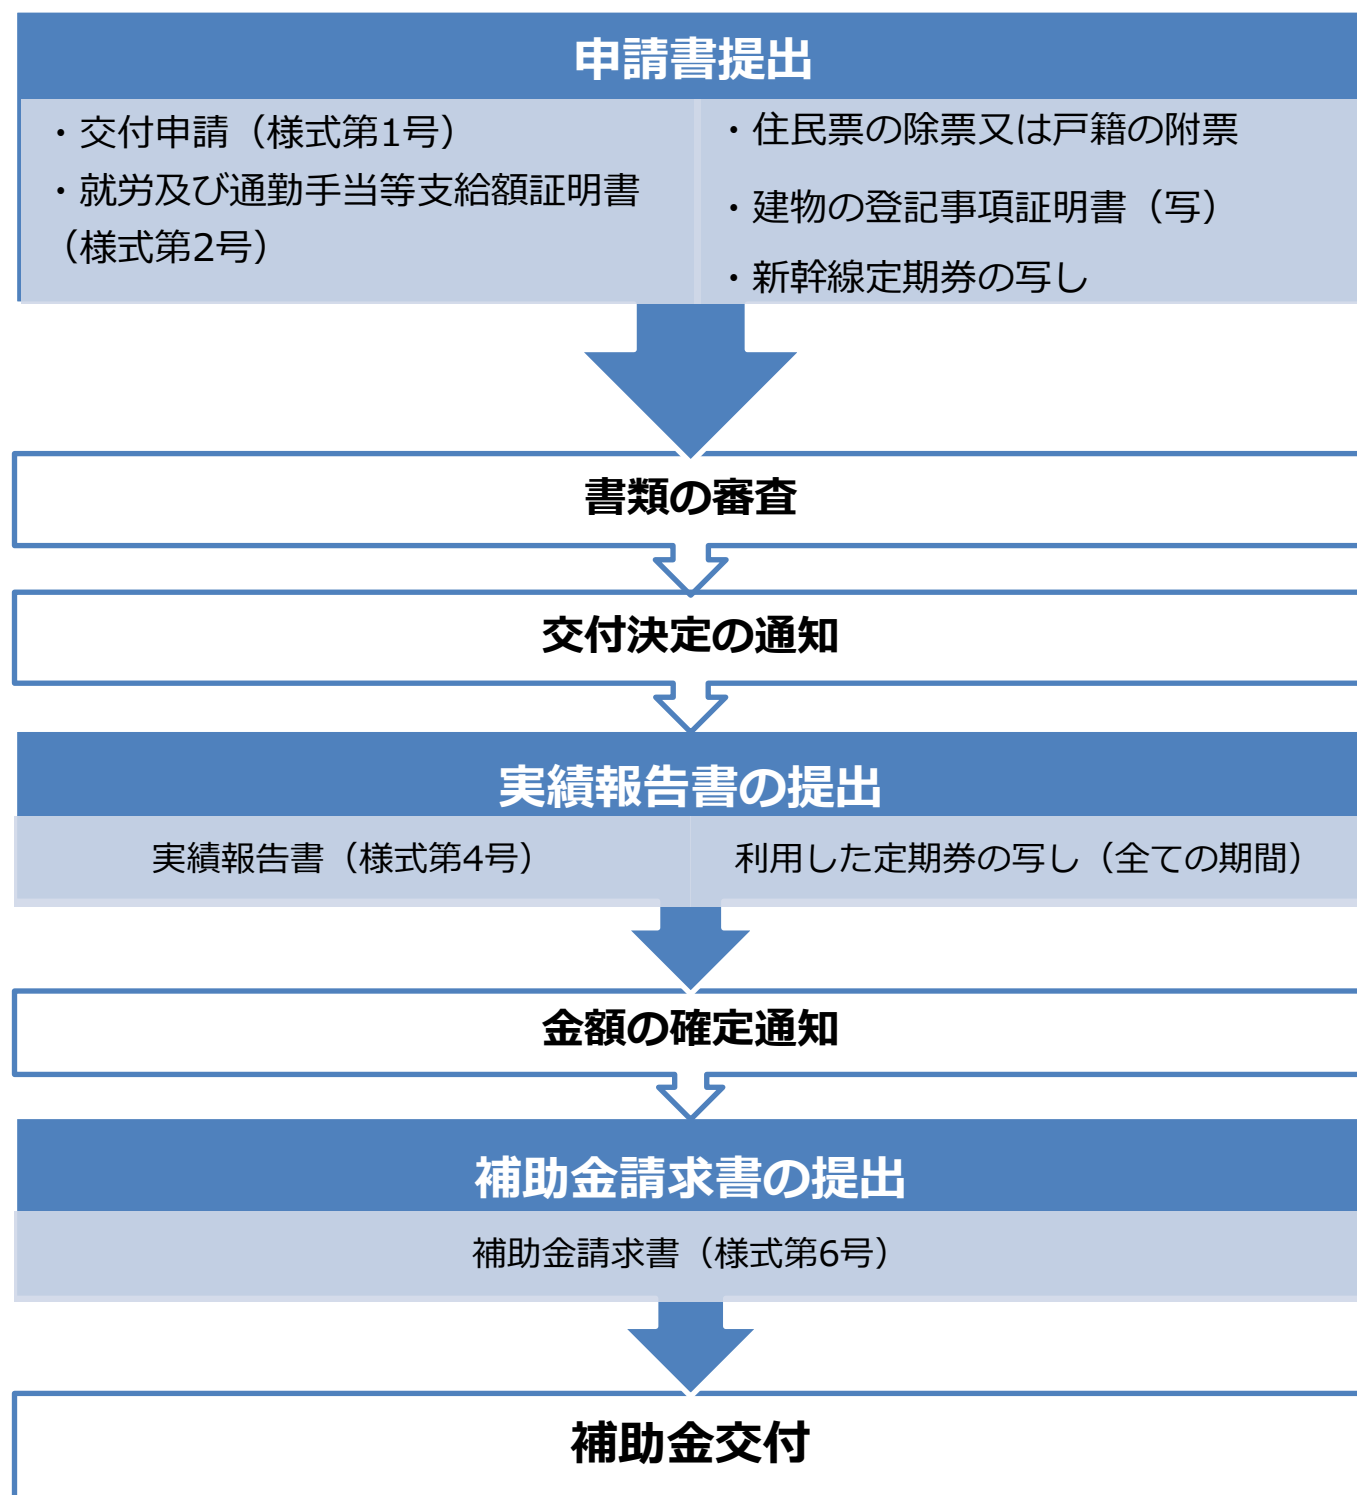 申請書提出
・交付申請（様式第1号）
・就労及び通勤手当等支給額証明書
（様式第2号）
・住民票の除票又は戸籍の附票
・建物の登記事項証明書（写）
・新幹線定期券の写し
書類の審査
交付決定の通知
実績報告書の提出
実績報告書（様式第4号）
利用した定期券の写し（全ての期間）
金額の確定通知
補助金請求書の提出
補助金請求書（様式第6号）
補助金交付